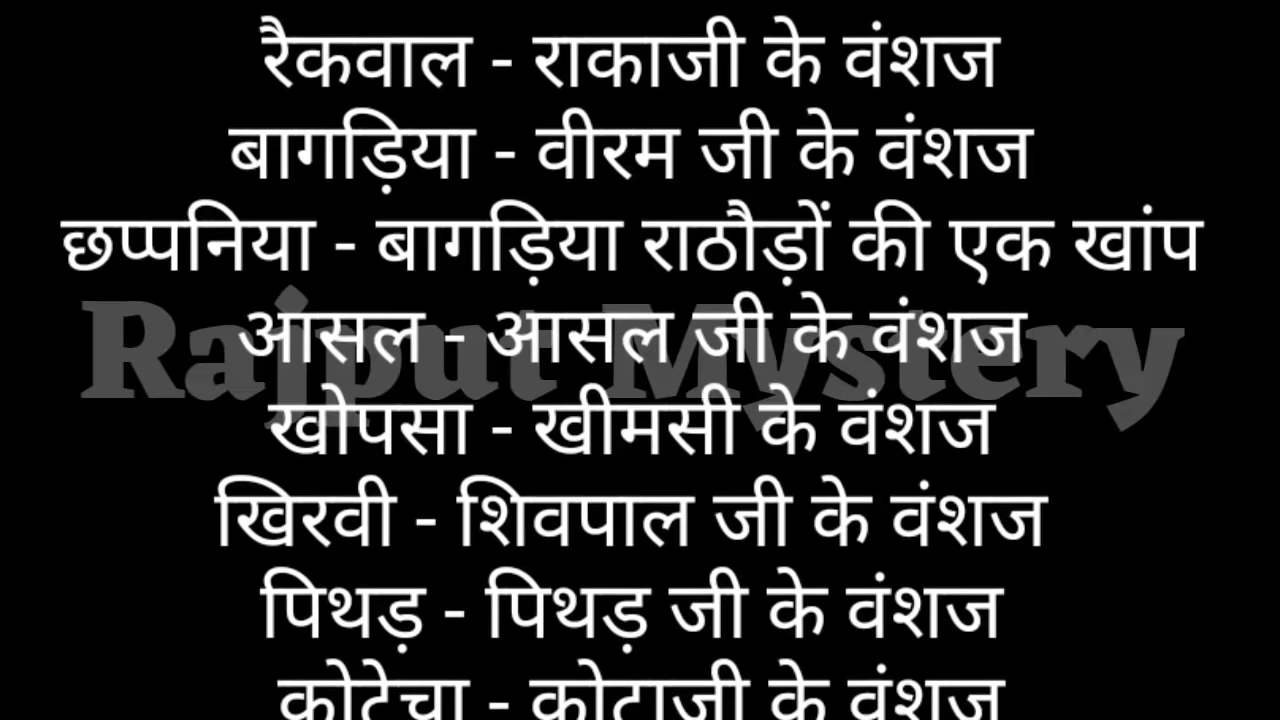 रैकवाल - राकाजी के वंशज
बागड़िया - वीरम जी के वंशज
छप्पनिया - बागड़िया राठौड़ों की एक खांप
आसल - आसल जी के वंशज
Rajput Mystery
खोपसा - खीमसी के वंशज
खिरवी - शिवपाल जी के वंशज
पिथड़ - पिथड़ जी के वंशज
कोटेचा - कोटाजी के वंशज